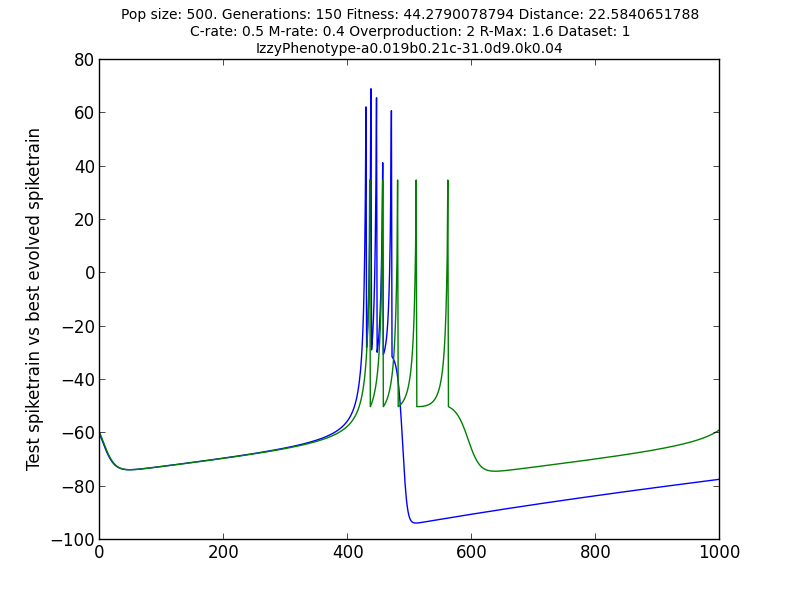 Pop size: 500. Generations: 150 Fitness: 44.2790078794 Distance: 22.5840651788
C-rate: 0.5 M-rate: 0.4 Overproduction: 2 R-Max: 1.6 Dataset: 1
IzzyPhenotype-a0.019b0.21c-31.0d9.0k0.04
Test spiketrain vs best evolved spiketrain
80
60
40
20
0
−20
−40
−60
−80
−100
0 200 400 600 800 1000